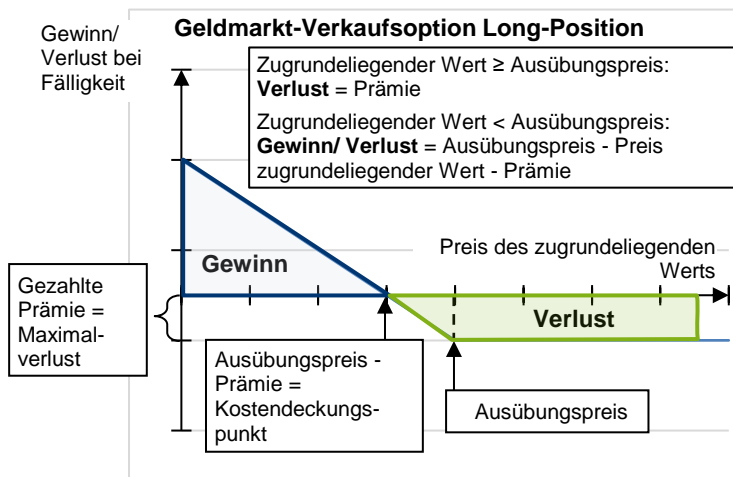 Geldmarkt-Verkaufsoption Long-Position
Gewinn/
Verlust bei
Fälligkeit
Zugrundeliegender Wert ≥ Ausübungspreis:
Verlust = Prämie
Zugrundeliegender Wert < Ausübungspreis:
Gewinn/ Verlust = Ausübungspreis - Preis
zugrundeliegender Wert - Prämie
Preis des zugrundeliegenden
Werts
Gewinn
Verlust
Gezahlte
Prämie =
Maximal-
verlust
Ausübungspreis -
Prämie =
Kostendeckungs-
punkt
Ausübungspreis